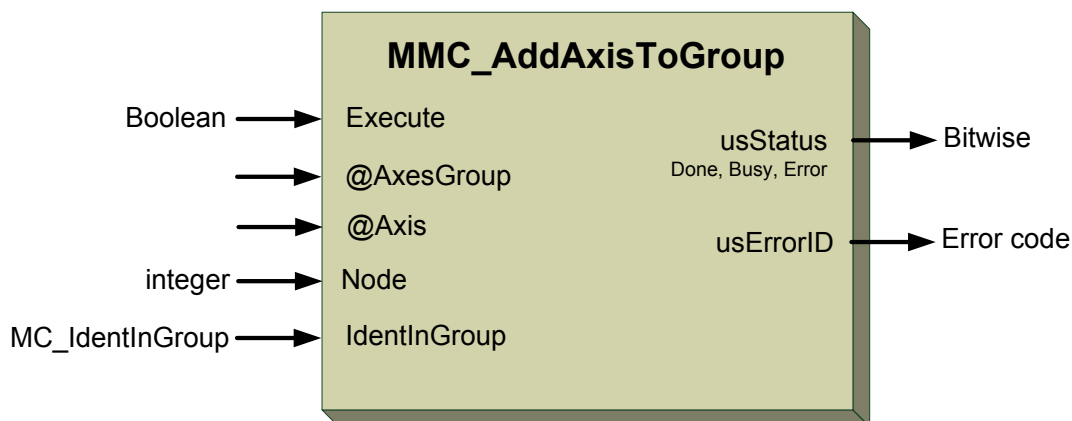 MMC_AddAxisToGroup
Boolean
Execute
usStatus
Bitwise
Done, Busy, Error
@AxesGroup
@Axis
usErrorID
Error code
integer
Node
MC_IdentInGroup
IdentInGroup